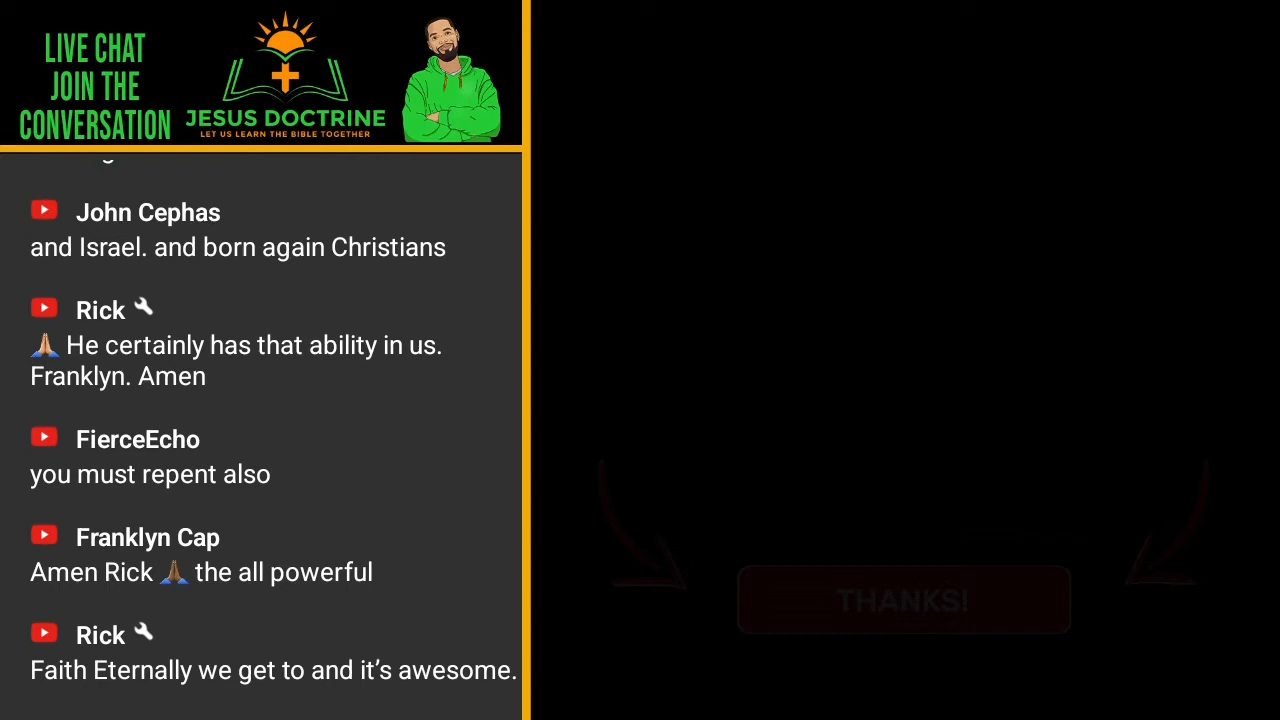 LIVE CHAT
JOIN THE
CONVERSATION
JESUS DOCTRINE
LET US LEARN THE BIBLE TOGETHER
John Cephas
and Israel. and born again Christians
Rick
🙏🏼 He certainly has that ability in us.
Franklyn. Amen
FierceEcho
you must repent also
Franklyn Cap
Amen Rick 🙏🏾 the all powerful
Rick
Faith Eternally we get to and it’s awesome.
THANKS!